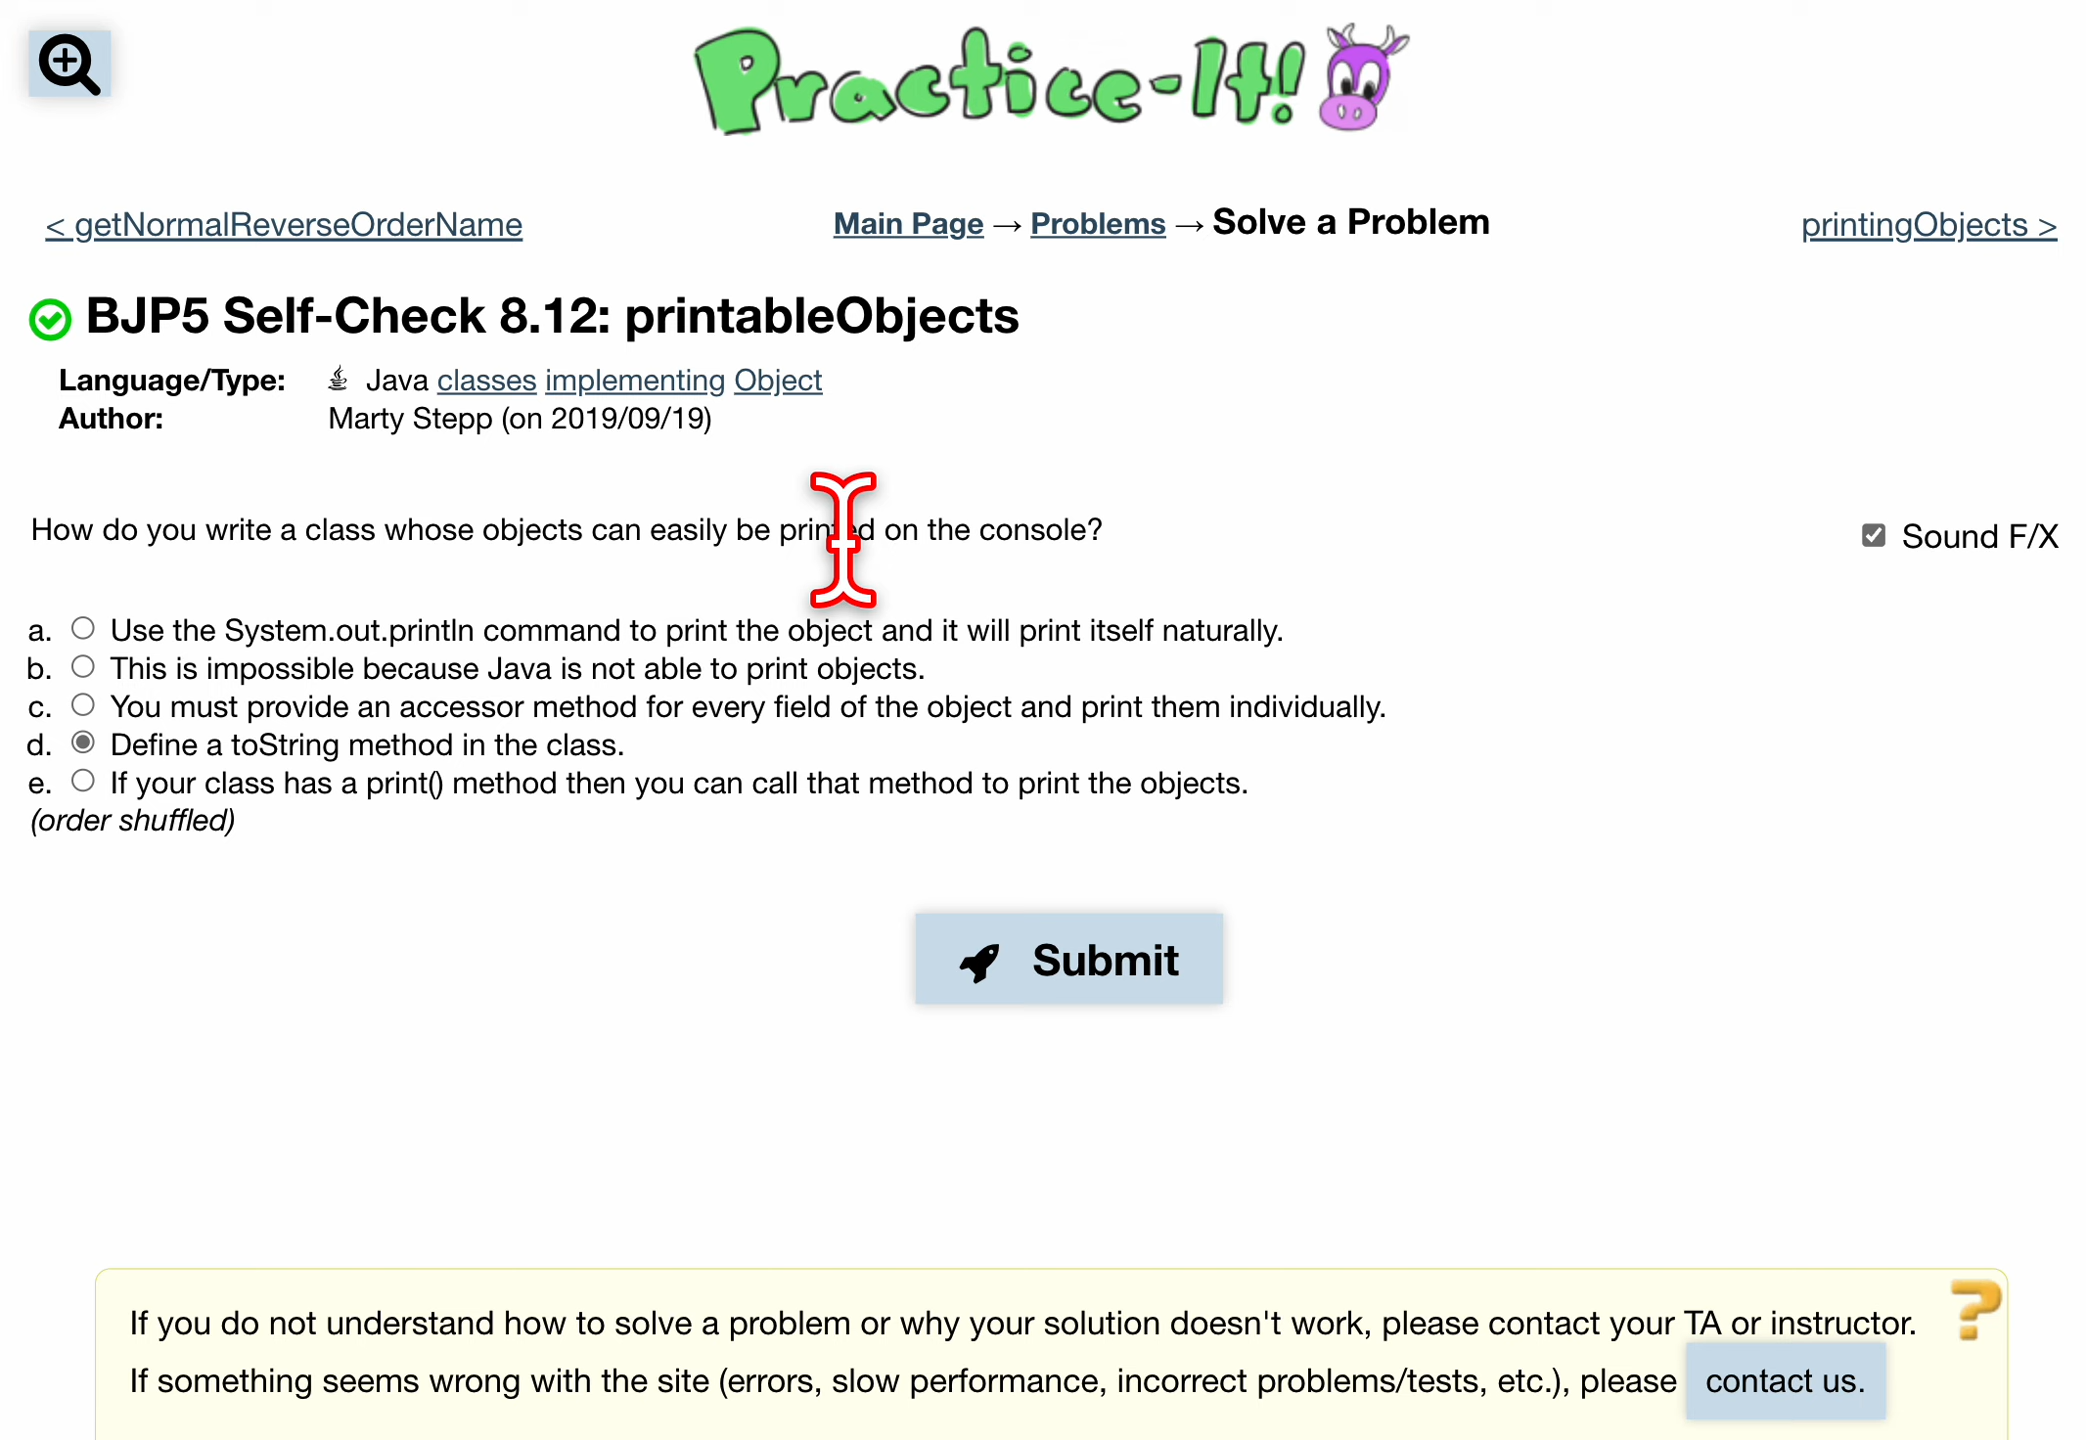 Practice-It!
< getNormalReverseOrderName
Main Page → Problems → Solve a Problem
printingObjects >
BJP5 Self-Check 8.12: printableObjects
Language/Type: Java classes implementing Object
Author: Marty Stepp (on 2019/09/19)
How do you write a class whose objects can easily be printed on the console?
Sound F/X
a. Use the System.out.println command to print the object and it will print itself naturally.
b. This is impossible because Java is not able to print objects.
c. You must provide an accessor method for every field of the object and print them individually.
d. Define a toString method in the class.
e. If your class has a print() method then you can call that method to print the objects.
(order shuffled)
Submit
If you do not understand how to solve a problem or why your solution doesn't work, please contact your TA or instructor.
If something seems wrong with the site (errors, slow performance, incorrect problems/tests, etc.), please contact us.